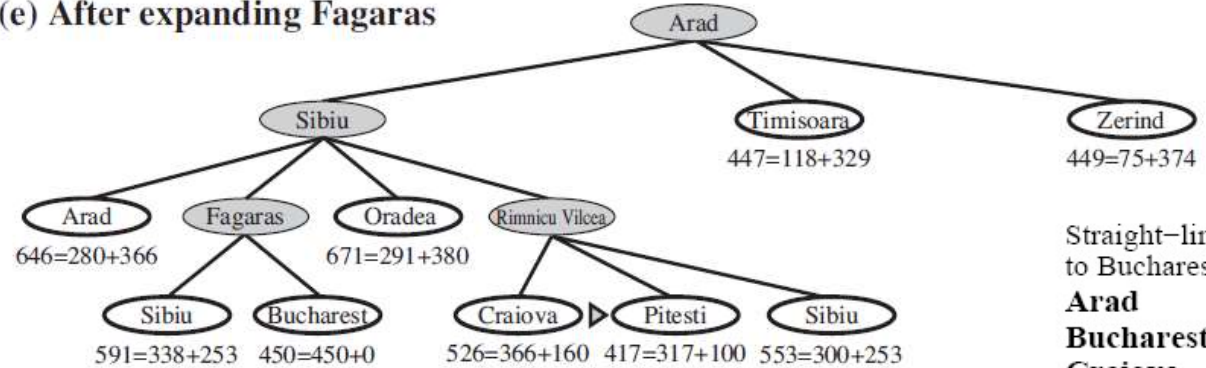 (e) After expanding Fagaras
Arad
Sibiu
Timisoara
Zerind
447=118+329
449=75+374
Arad
Fagaras
Oradea
Rimnicu Vilcea
646=280+366
671=291+380
Sibiu
Bucharest
Craiova
Pitesti
Sibiu
591=338+253
450=450+0
526=366+160
417=317+100
553=300+253
Straight−lin
to Buchares
Arad
Bucharest